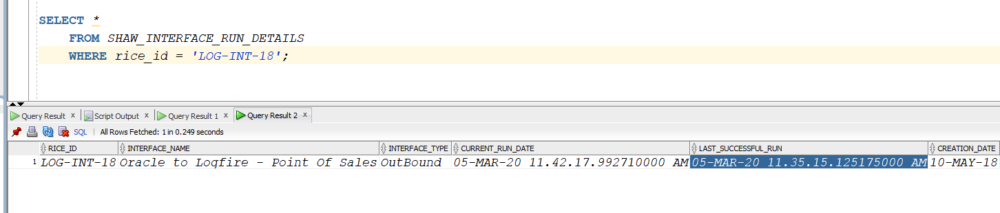 SELECT *
FROM SHAW_INTERFACE_RUN_DETAILS
WHERE rice_id = 'LOG-INT-18';
Query Result x Script Output x Query Result 1 x Query Result 2 x
SQL | All Rows Fetched: 1 in 0.249 seconds
RICE_ID INTERFACE_NAME INTERFACE_TYPE CURRENT_RUN_DATE LAST_SUCCESSFUL_RUN CREATION_DATE
1 LOG-INT-18 Oracle to Logfire - Point Of Sales OutBound 05-MAR-20 11.42.17.992710000 AM 05-MAR-20 11.35.15.125175000 AM 10-MAY-18